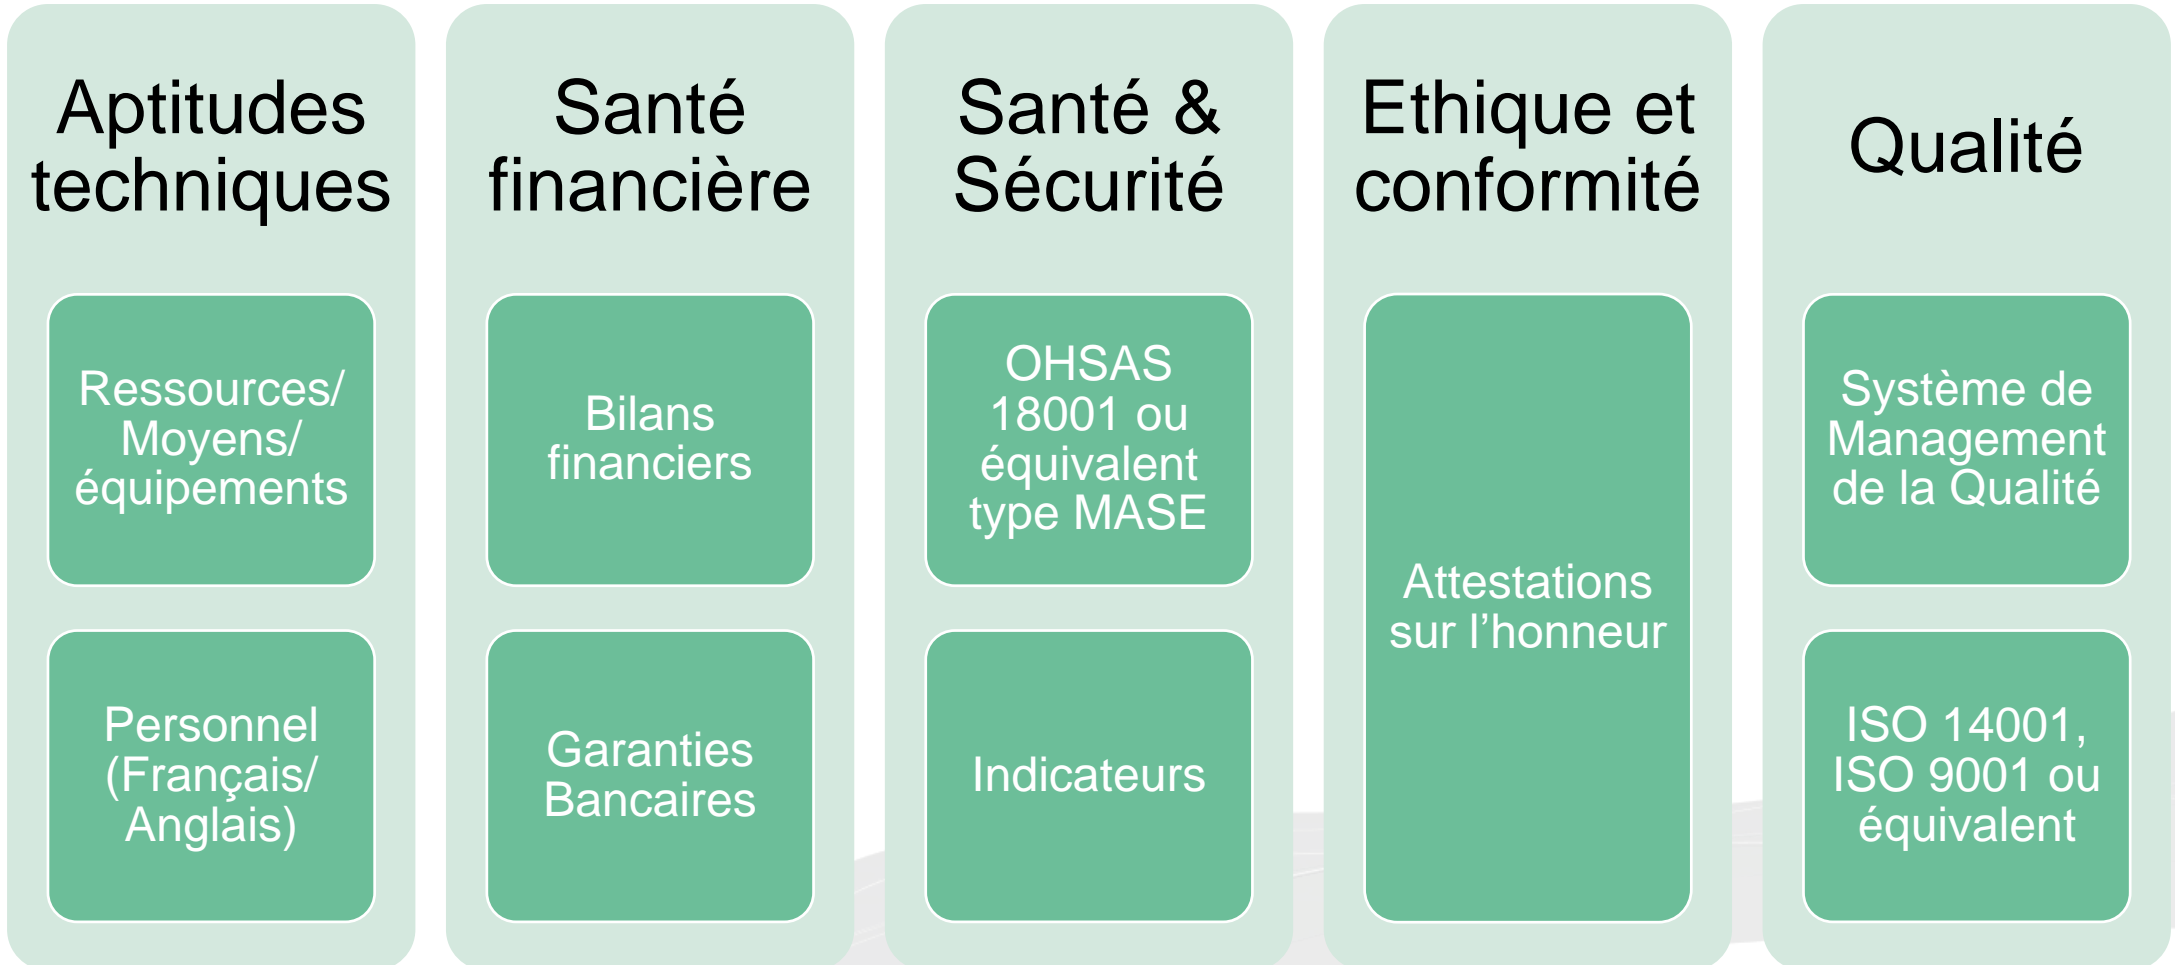 Aptitudes
techniques
Ressources/
Moyens/
équipements
Personnel
(Français/
Anglais)
Santé
financière
Bilans
financiers
Garanties
Bancaires
Santé &
Sécurité
OHSAS
18001 ou
équivalent
type MASE
Indicateurs
Ethique et
conformité
Attestations
sur l’honneur
Qualité
Système de
Management
de la Qualité
ISO 14001,
ISO 9001 ou
équivalent